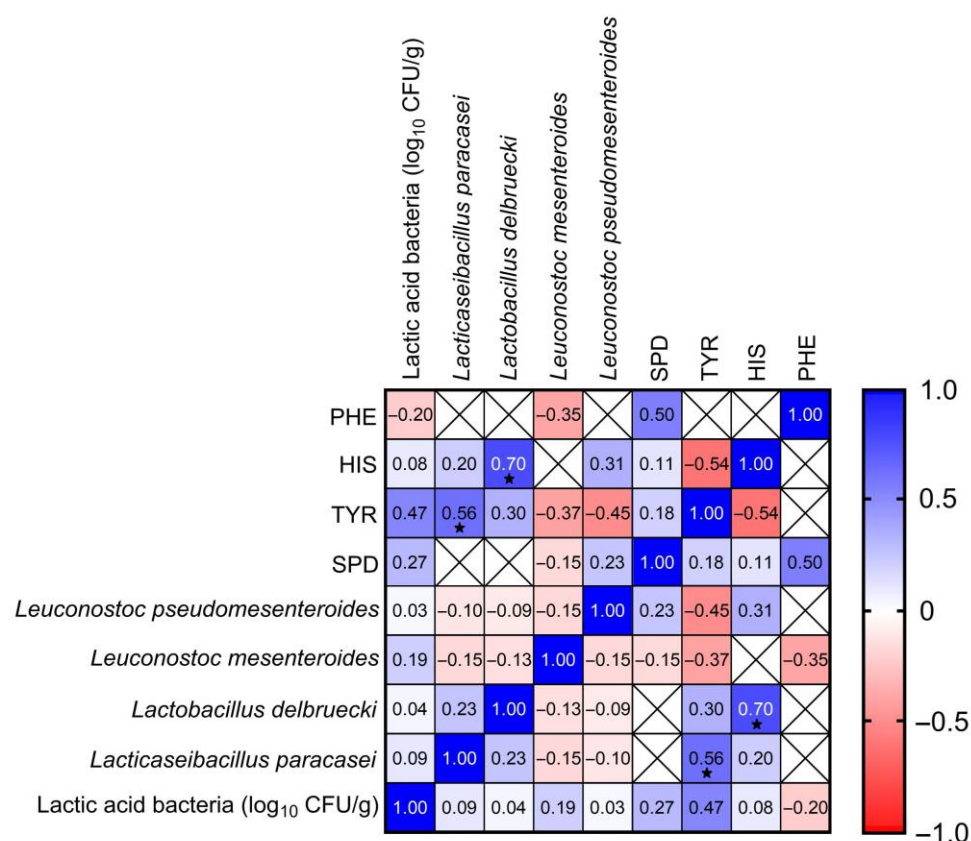 Lactic acid bacteria (log₁₀ CFU/g)
Lacticaseibacillus paracasei
Lactobacillus delbruecki
Leuconostoc mesenteroides
Leuconostoc pseudomesenteroides
SPD
TYR
HIS
PHE
PHE −0.20 −0.35 0.50 1.00
HIS 0.08 0.20 0.70 0.31 0.11 −0.54 1.00
TYR 0.47 0.56 0.30 −0.37 −0.45 0.18 1.00 −0.54
SPD 0.27 −0.15 0.23 1.00 0.18 0.11 0.50
Leuconostoc pseudomesenteroides 0.03 −0.10 −0.09 −0.15 1.00 0.23 −0.45 0.31
Leuconostoc mesenteroides 0.19 −0.15 −0.13 1.00 −0.15 −0.15 −0.37 −0.35
Lactobacillus delbruecki 0.04 0.23 1.00 −0.13 −0.09 0.30 0.70
Lacticaseibacillus paracasei 0.09 1.00 0.23 −0.15 −0.10 0.56 0.20
Lactic acid bacteria (log₁₀ CFU/g) 1.00 0.09 0.04 0.19 0.03 0.27 0.47 0.08 −0.20
1.0
0.5
0
−0.5
−1.0